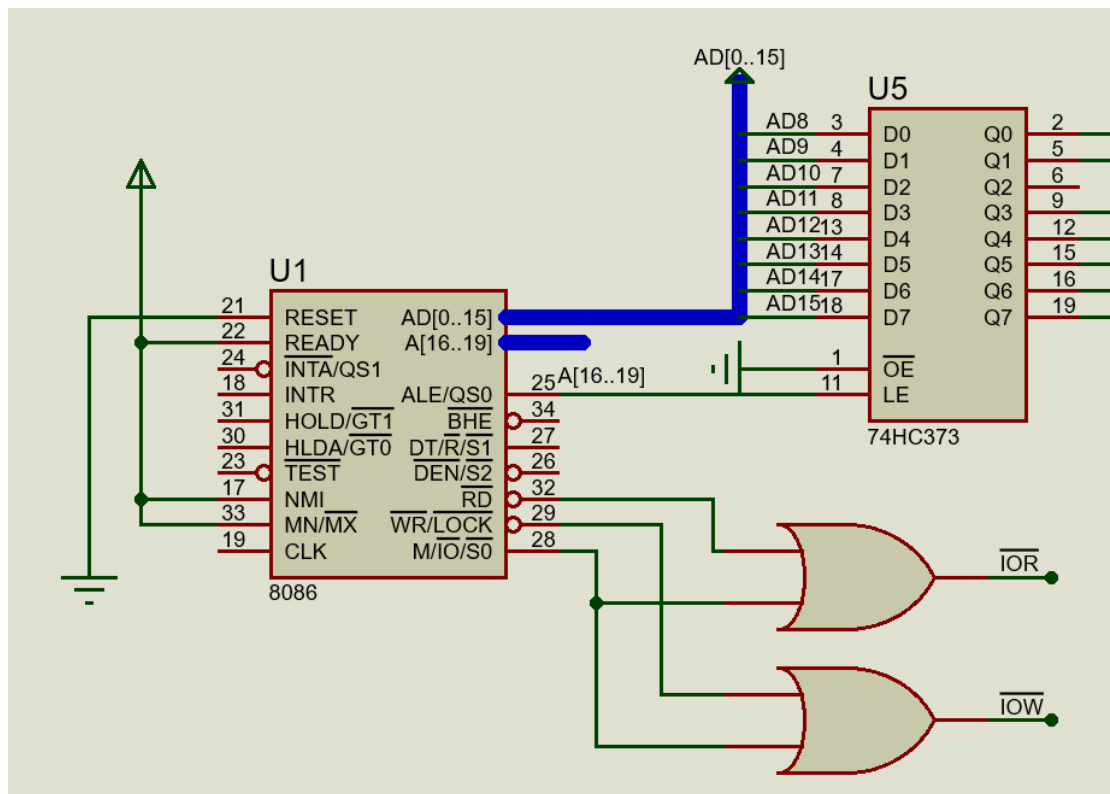 AD[0..15]
U5
AD8 3 D0 Q0 2
AD9 4 D1 Q1 5
AD10 7 D2 Q2 6
AD11 8 D3 Q3 9
AD12 13 D4 Q4 12
AD13 14 D5 Q5 15
AD14 17 D6 Q6 16
AD15 18 D7 Q7 19
1 OE
11 LE
74HC373
U1
21 RESET AD[0..15]
22 READY A[16..19]
24 INTA/QS1
A[16..19]
18 INTR ALE/QS0 25
31 HOLD/GT1 BHE 34
30 HLDA/GT0 DT/R/S1 27
23 TEST DEN/S2 26
17 NMI RD 32
33 MN/MX WR/LOCK 29
19 CLK M/IO/S0 28
8086
IOR
IOW